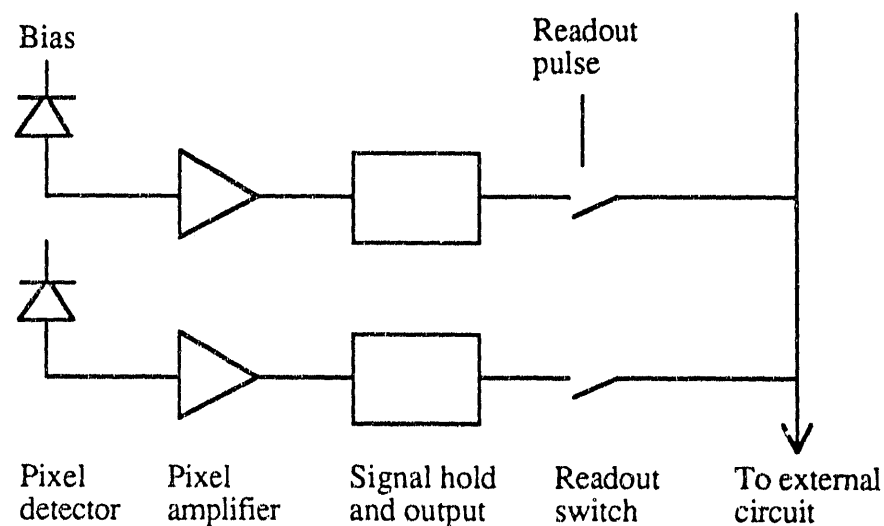 Bias
Readout
pulse
Pixel
detector
Pixel
amplifier
Signal hold
and output
Readout
switch
To external
circuit